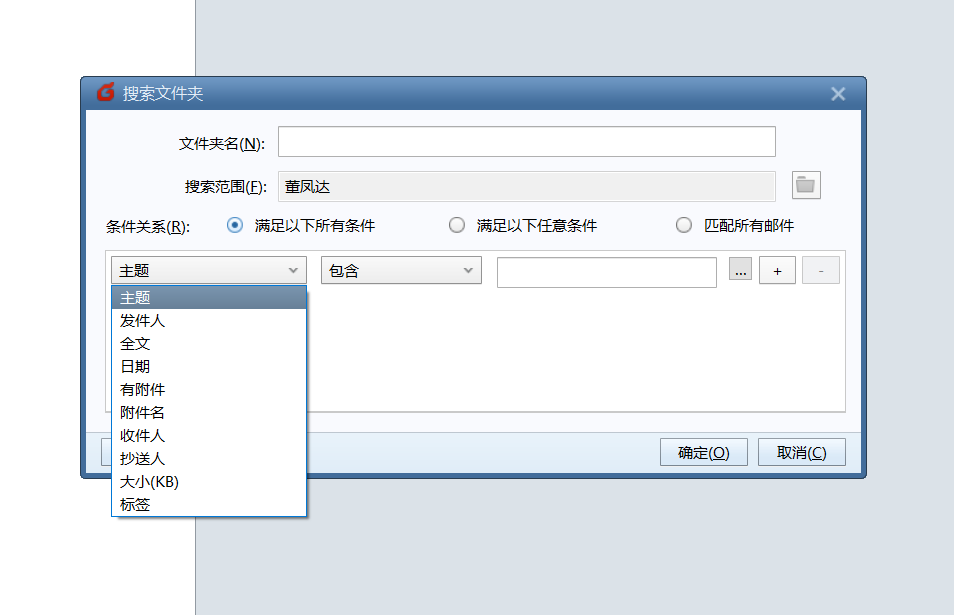 搜索文件夹
文件夹名(N):
搜索范围(F): 董凤达
条件关系(R): 满足以下所有条件 满足以下任意条件 匹配所有邮件
主题 包含 ... + -
主题
发件人
全文
日期
有附件
附件名
收件人
抄送人
大小(KB)
标签
确定(O) 取消(C)